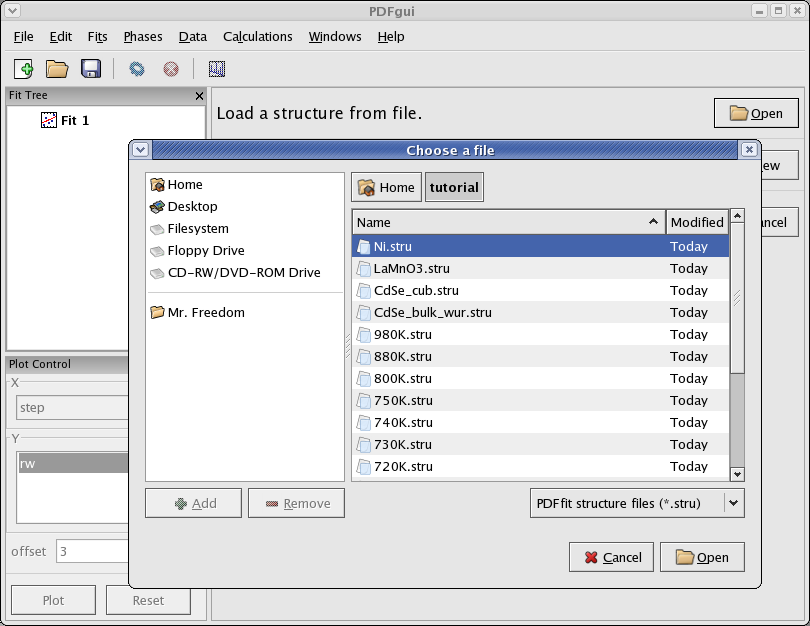 PDFgui
File Edit Fits Phases Data Calculations Windows Help
Fit Tree
Fit 1
Load a structure from file.
Open
ew
ncel
Choose a file
Home
Desktop
Filesystem
Floppy Drive
CD-RW/DVD-ROM Drive
Mr. Freedom
Home tutorial
Name Modified
Ni.stru Today
LaMnO3.stru Today
CdSe_cub.stru Today
CdSe_bulk_wur.stru Today
980K.stru Today
880K.stru Today
800K.stru Today
750K.stru Today
740K.stru Today
730K.stru Today
720K.stru Today
Add Remove
PDFfit structure files (*.stru)
Cancel Open
Plot Control
X
step
Y
rw
offset 3
Plot Reset